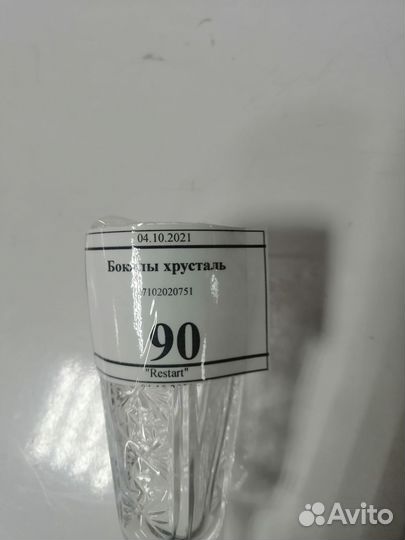 04.10.2021
Бокалы хрусталь
7102020751
90
"Restart"
Avito